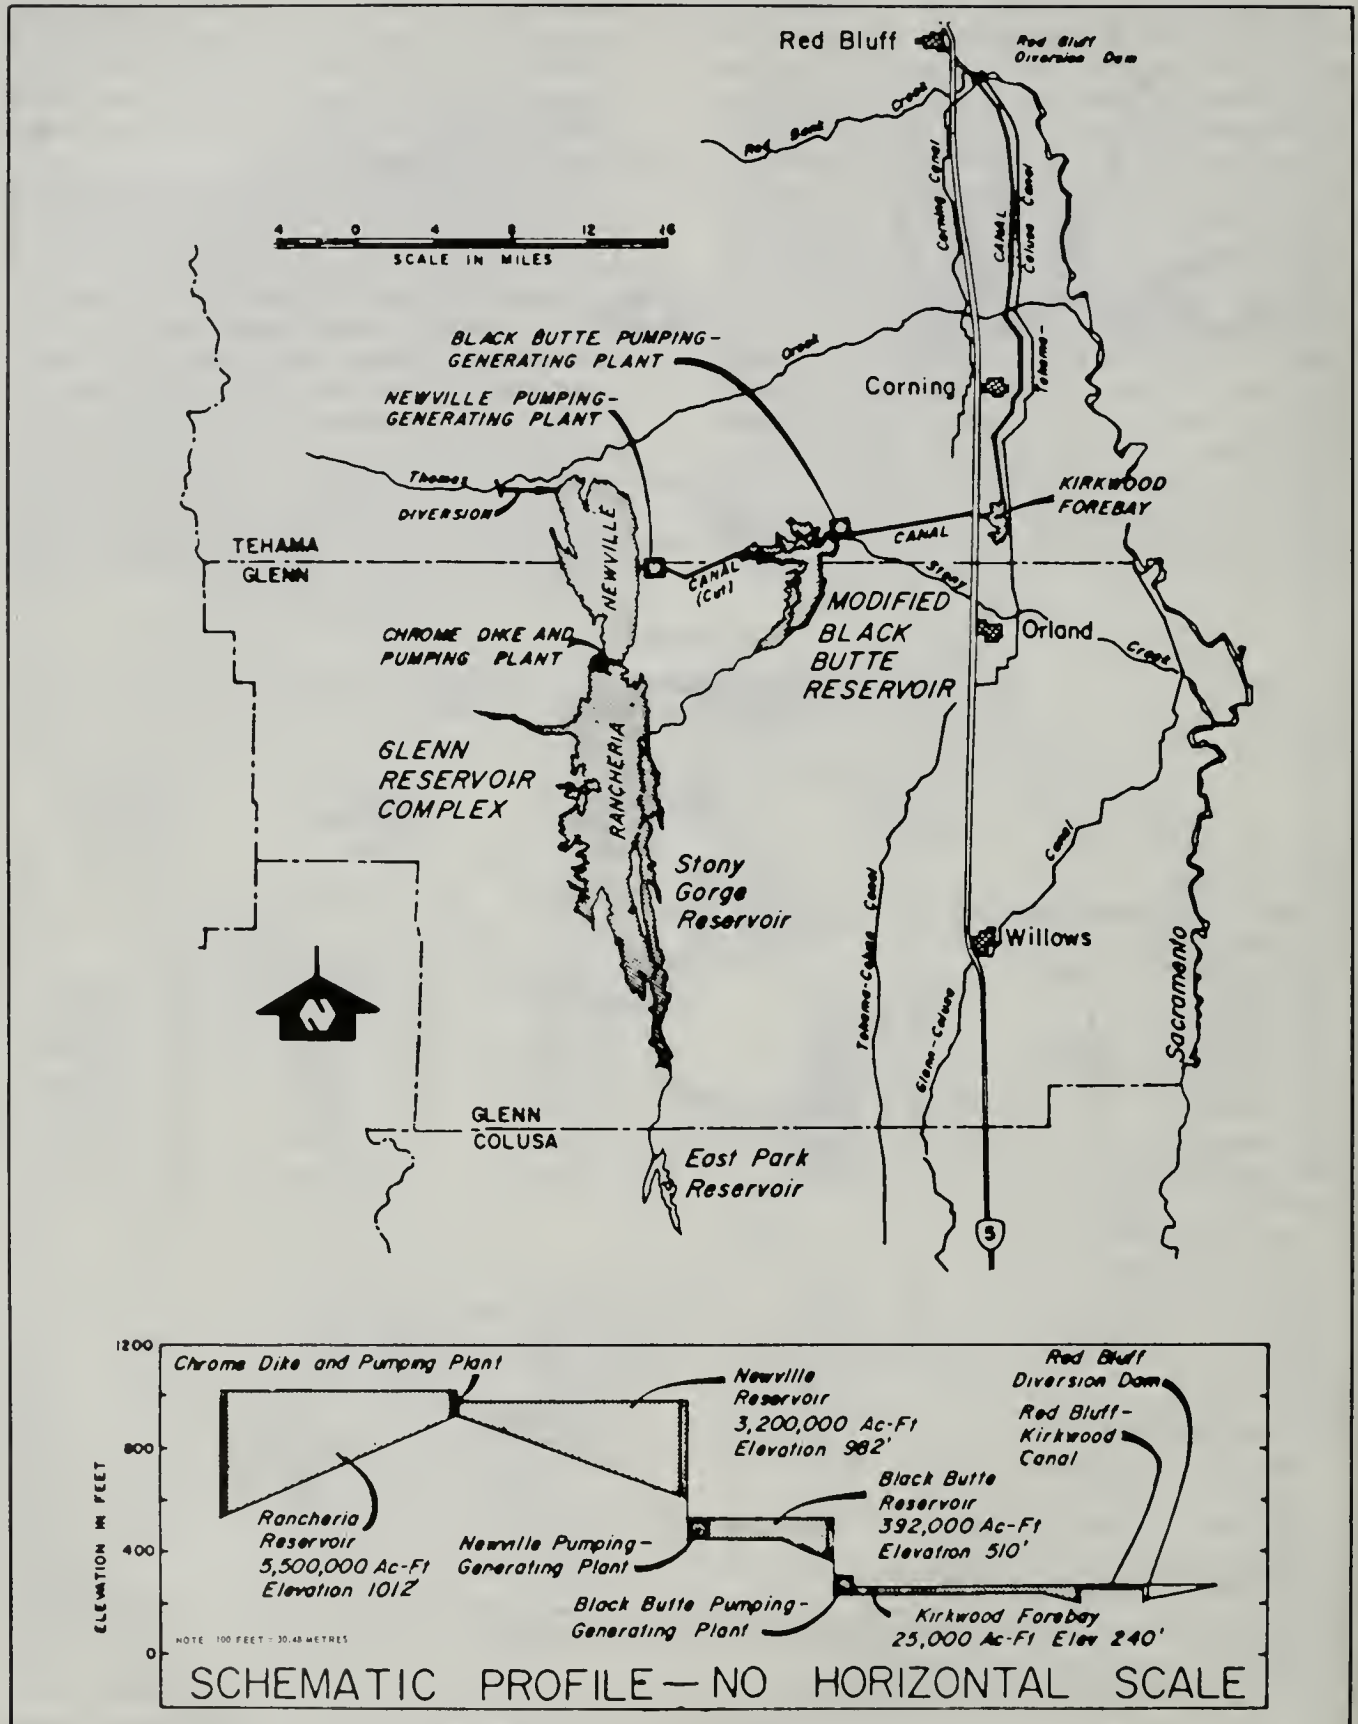 Red Bluff
Red Bluff
Diversion Dam
Red Bank Creek
Corning Canal
CANAL
Tehama-
Colusa Canal
4 0 4 8 12 16
SCALE IN MILES
BLACK BUTTE PUMPING-
GENERATING PLANT
Creek
NEWVILLE PUMPING-
GENERATING PLANT
Corning
Thomes
DIVERSION
KIRKWOOD
FOREBAY
CANAL
TEHAMA
GLENN
NEWVILLE
CANAL
(Cut)
Stony
Creek
MODIFIED
BLACK
BUTTE
RESERVOIR
Orland
CHROME DIKE AND
PUMPING PLANT
GLENN
RESERVOIR
COMPLEX
RANCHERIA
Stony
Gorge
Reservoir
Canal
Willows
Tehama-Colusa Canal
Glenn-Colusa
Sacramento
N
GLENN
COLUSA
East Park
Reservoir
5
1200
800
400
0
ELEVATION IN FEET
Chrome Dike and Pumping Plant
Newville
Reservoir
3,200,000 Ac-Ft
Elevation 982'
Red Bluff
Diversion Dam
Red Bluff-
Kirkwood
Canal
Black Butte
Reservoir
392,000 Ac-Ft
Elevation 510'
Rancheria
Reservoir
5,500,000 Ac-Ft
Elevation 1012'
Newville Pumping-
Generating Plant
Black Butte Pumping-
Generating Plant
Kirkwood Forebay
25,000 Ac-Ft Elev 240'
NOTE 100 FEET = 30.48 METRES
SCHEMATIC PROFILE—NO HORIZONTAL SCALE